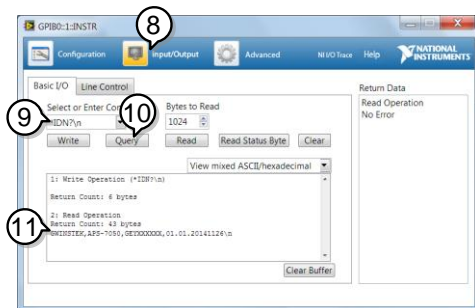 GPIB0::1::INSTR
8
Configuration Input/Output Advanced NI I/O Trace Help NATIONAL INSTRUMENTS
Basic I/O Line Control
Return Data
Select or Enter Co
10
Bytes to Read
Read Operation
No Error
9
*IDN?\n
1024
Write Query Read Read Status Byte Clear
View mixed ASCII/hexadecimal
1: Write Operation (*IDN?\n)
Return Count: 6 bytes
2: Read Operation
Return Count: 43 bytes
11
GWINSTEK,APS-7050,GEYXXXXXX,01.01.20141126\n
Clear Buffer